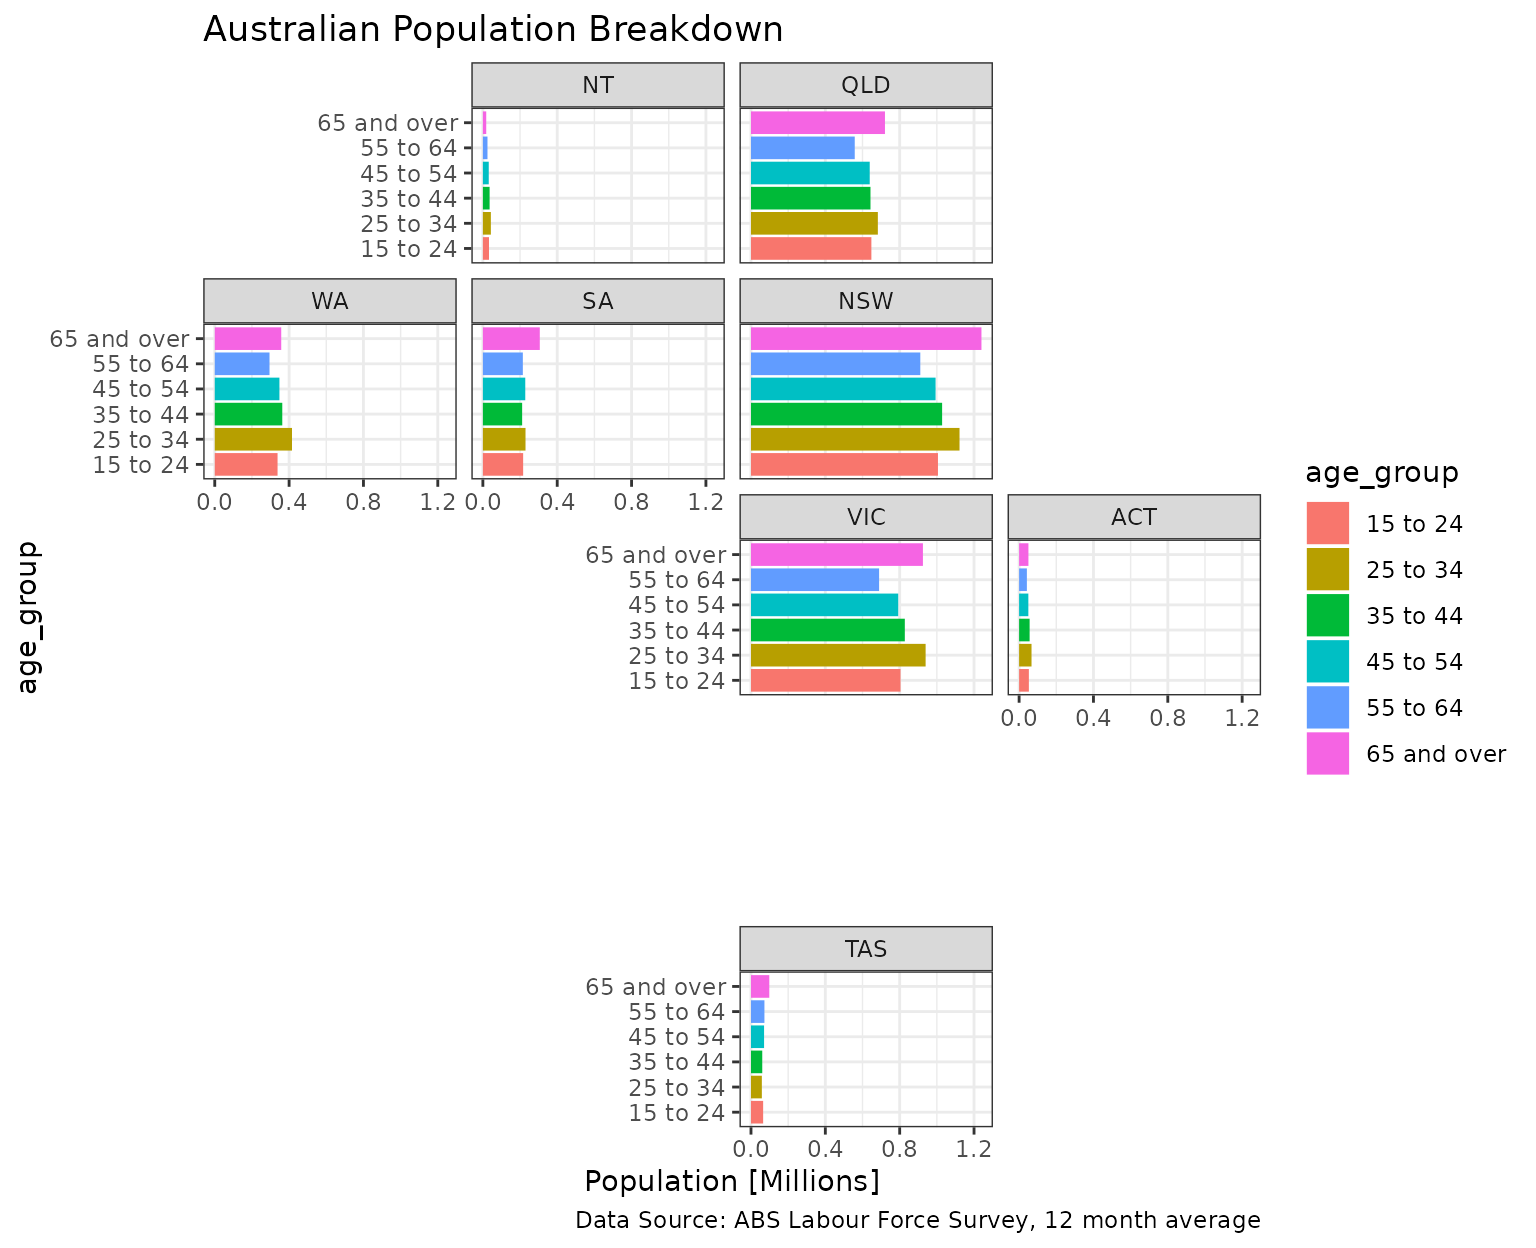 Australian Population Breakdown
NT
QLD
65 and over
55 to 64
45 to 54
35 to 44
25 to 34
15 to 24
WA
SA
NSW
65 and over
55 to 64
45 to 54
35 to 44
25 to 34
15 to 24
0.0 0.4 0.8 1.2
0.0 0.4 0.8 1.2
VIC
ACT
65 and over
55 to 64
45 to 54
35 to 44
25 to 34
15 to 24
0.0 0.4 0.8 1.2
TAS
65 and over
55 to 64
45 to 54
35 to 44
25 to 34
15 to 24
0.0 0.4 0.8 1.2
age_group
Population [Millions]
Data Source: ABS Labour Force Survey, 12 month average
age_group
15 to 24
25 to 34
35 to 44
45 to 54
55 to 64
65 and over